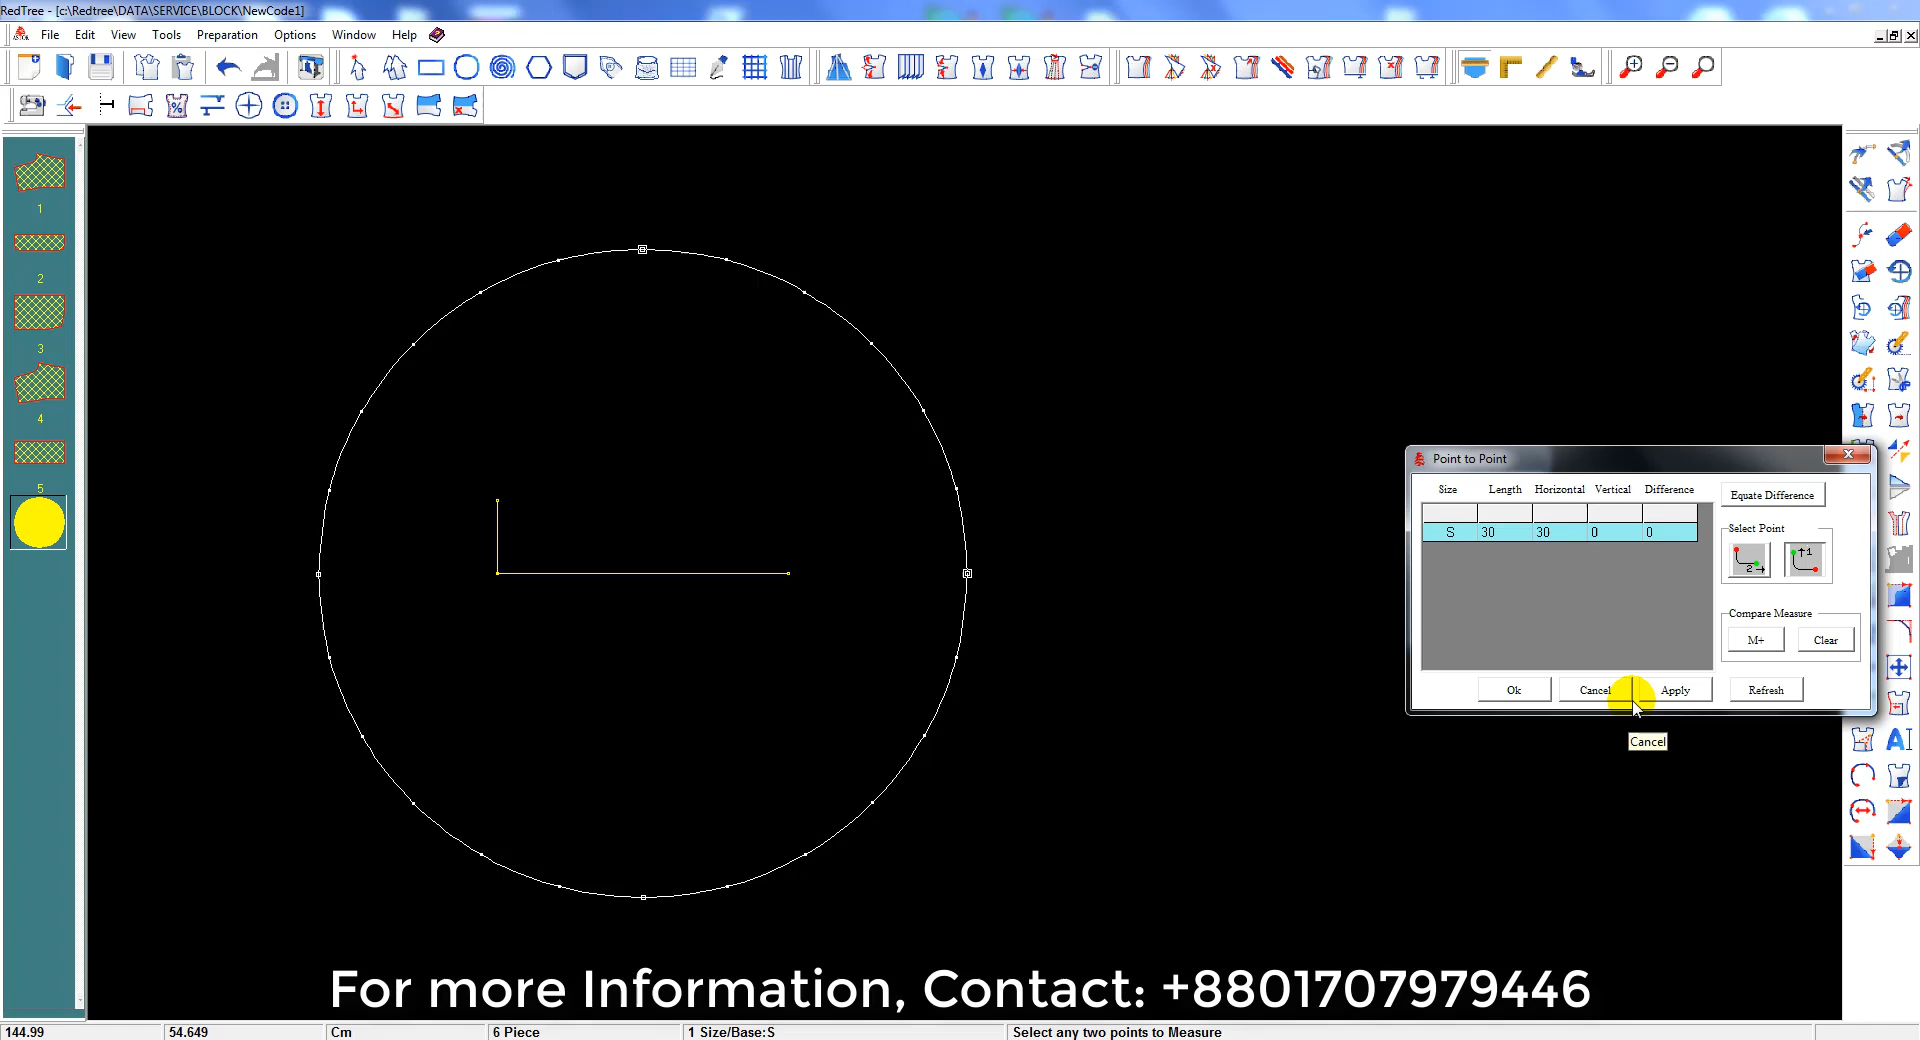 RedTree - [c:\Redtree\DATA\SERVICE\BLOCK\NewCode1]
File Edit View Tools Preparation Options Window Help
1
2
3
4
5
Point to Point
Size Length Horizontal Vertical Difference
S 30 30 0 0
Equate Difference
Select Point
2
1
Compare Measure
M+ Clear
Ok Cancel Apply Refresh
Cancel
For more Information, Contact: +8801707979446
144.99 54.649 Cm 6 Piece 1 Size/Base:S Select any two points to Measure